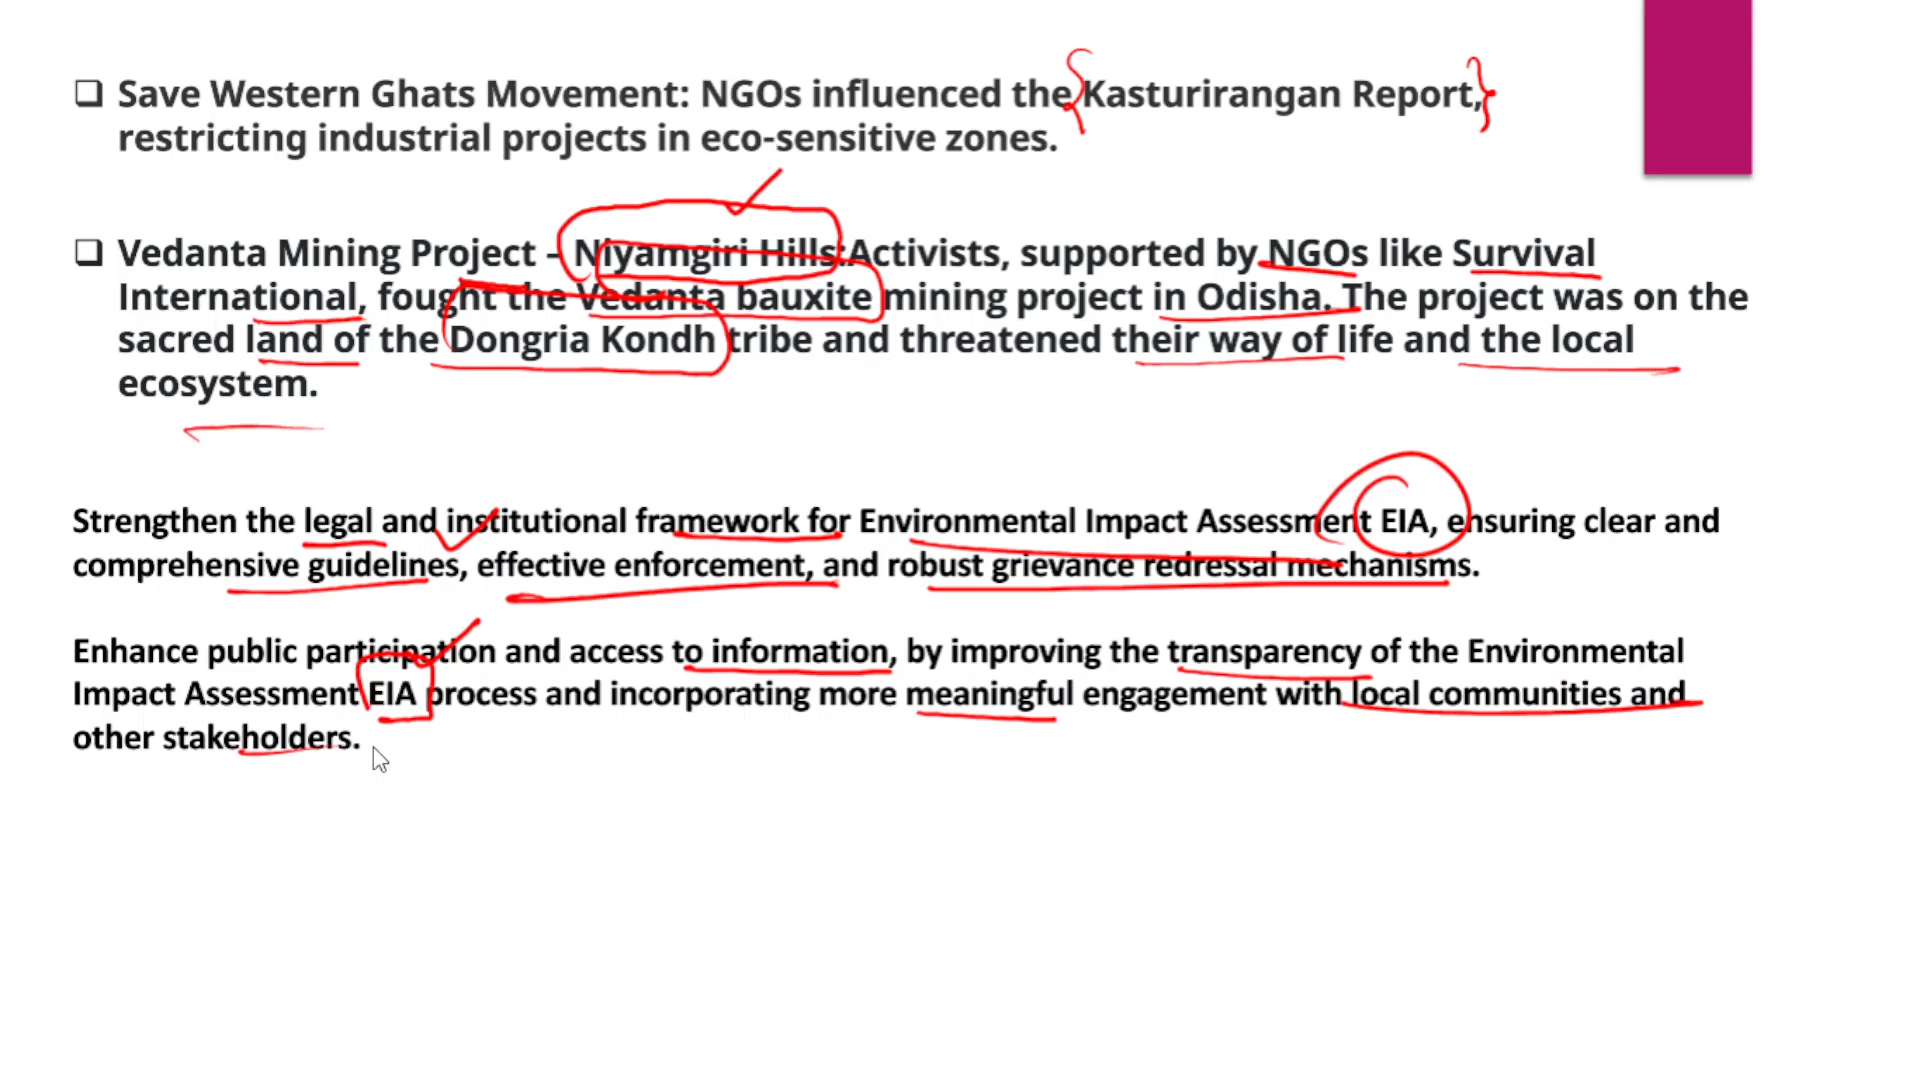 ❑ Save Western Ghats Movement: NGOs influenced the Kasturirangan Report,
restricting industrial projects in eco-sensitive zones.
❑ Vedanta Mining Project - Niyamgiri Hills:Activists, supported by NGOs like Survival
International, fought the Vedanta bauxite mining project in Odisha. The project was on the
sacred land of the Dongria Kondh tribe and threatened their way of life and the local
ecosystem.
Strengthen the legal and institutional framework for Environmental Impact Assessment EIA, ensuring clear and
comprehensive guidelines, effective enforcement, and robust grievance redressal mechanisms.
Enhance public participation and access to information, by improving the transparency of the Environmental
Impact Assessment EIA process and incorporating more meaningful engagement with local communities and
other stakeholders.